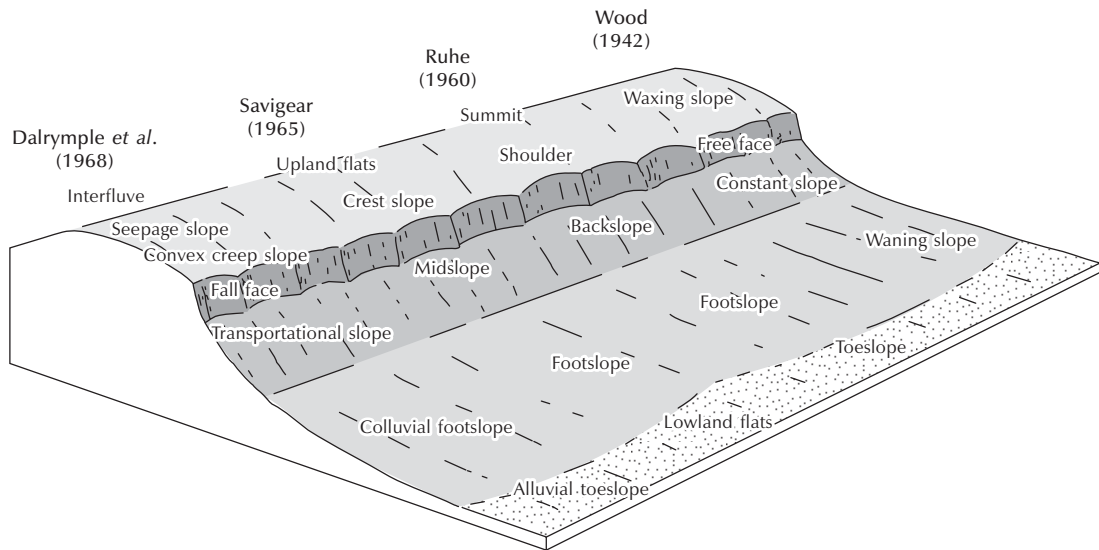 Wood
(1942)
Ruhe
(1960)
Savigear
(1965)
Dalrymple et al.
(1968)
Waxing slope
Summit
Free face
Shoulder
Upland flats
Constant slope
Interfluve
Crest slope
Backslope
Seepage slope
Waning slope
Convex creep slope
Midslope
Fall face
Footslope
Transportational slope
Toeslope
Footslope
Lowland flats
Colluvial footslope
Alluvial toeslope